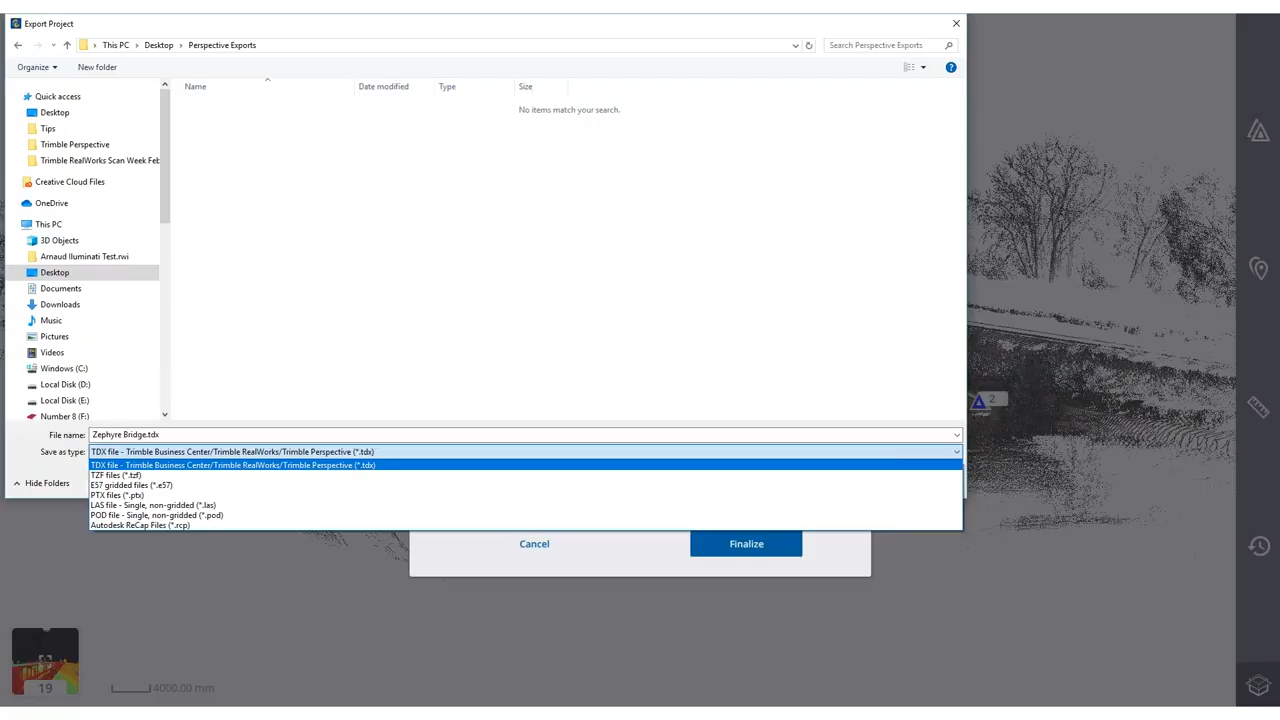 Export Project
This PC > Desktop > Perspective Exports
Search Perspective Exports
Organize
New folder
Name
Date modified
Type
Size
No items match your search.
Quick access
Desktop
Tips
Trimble Perspective
Trimble RealWorks Scan Week Feb
Creative Cloud Files
OneDrive
This PC
3D Objects
Arnaud Iluminati Test.rwi
Desktop
Documents
Downloads
Music
Pictures
Videos
Windows (C:)
Local Disk (D:)
Local Disk (E:)
Number 8 (F:)
File name: Zephyre Bridge.tdx
Save as type: TDX file - Trimble Business Center/Trimble RealWorks/Trimble Perspective (*.tdx)
TDX file - Trimble Business Center/Trimble RealWorks/Trimble Perspective (*.tdx)
TZF files (*.tzf)
E57 gridded files (*.e57)
PTX files (*.ptx)
LAS file - Single, non-gridded (*.las)
POD file - Single, non-gridded (*.pod)
Autodesk ReCap Files (*.rcp)
Hide Folders
Cancel
Finalize
2
19
4000.00 mm